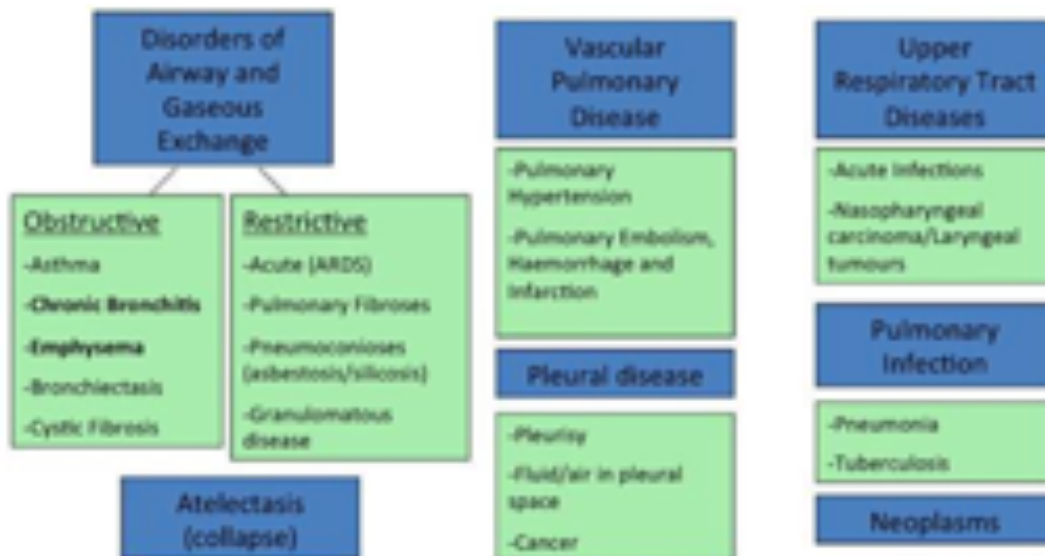 Disorders of
Airway and
Gaseous
Exchange
Obstructive
-Asthma
-Chronic Bronchitis
-Emphysema
-Bronchiectasis
-Cystic Fibrosis
Restrictive
-Acute (ARDS)
-Pulmonary Fibroses
-Pneumoconioses
(asbestosis/silicosis)
-Granulomatous
disease
Atelectasis
(collapse)
Vascular
Pulmonary
Disease
-Pulmonary
Hypertension
-Pulmonary Embolism,
Haemorrhage and
Infarction
Pleural disease
-Pleurisy
-Fluid/air in pleural
space
-Cancer
Upper
Respiratory Tract
Diseases
-Acute Infections
-Nasopharyngeal
carcinoma/Laryngeal
tumours
Pulmonary
Infection
-Pneumonia
-Tuberculosis
Neoplasms